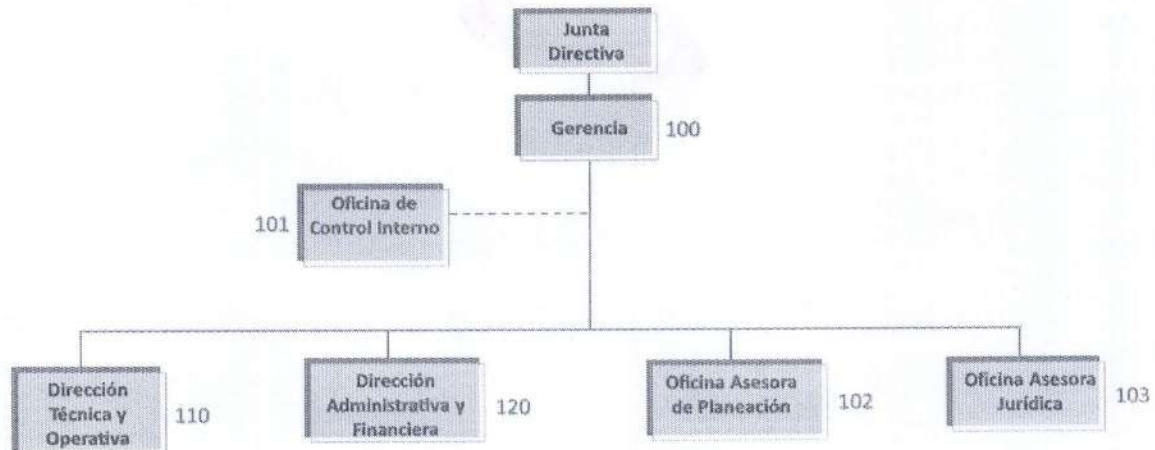 Junta
Directiva
Gerencia
100
101
Oficina de
Control Interno
Dirección
Técnica y
Operativa
110
Dirección
Administrativa y
Financiera
120
Oficina Asesora
de Planeación
102
Oficina Asesora
Jurídica
103